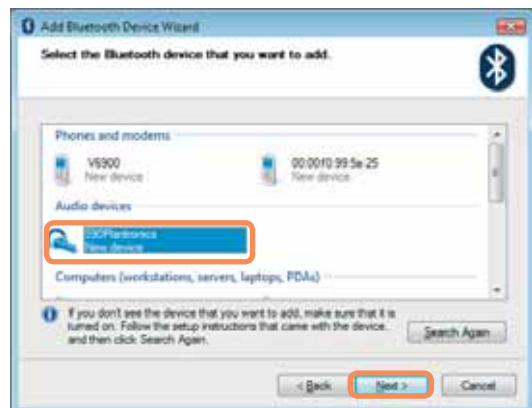 Add Bluetooth Device Wizard
Select the Bluetooth device that you want to add.
Phones and modems
V6900
New device
00:00:f0:99:5e:25
New device
Audio devices
New device
Computers (workstations, servers, laptops, PDAs)
If you don't see the device that you want to add, make sure that it is
turned on. Follow the setup instructions that came with the device,
and then click Search Again.
Search Again
< Back
Next >
Cancel